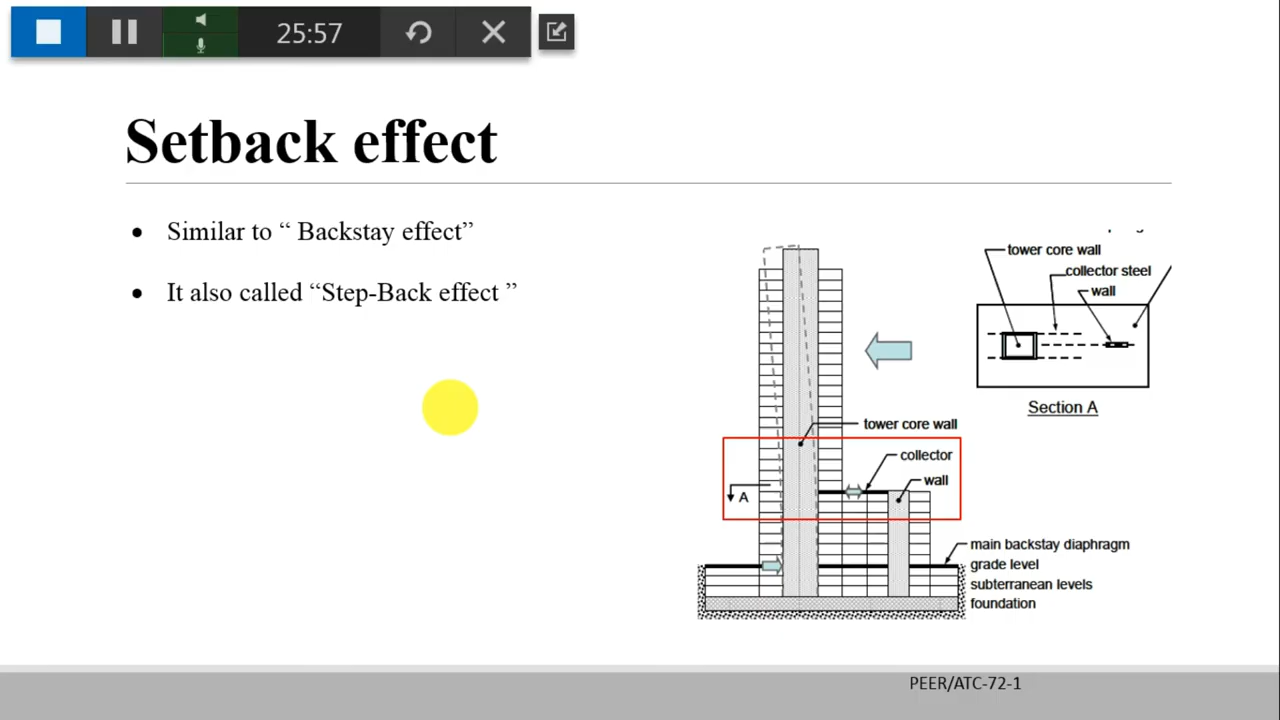 25:57
Setback effect
• Similar to “ Backstay effect”
• It also called “Step-Back effect ”
tower core wall
collector steel
wall
Section A
tower core wall
collector
wall
A
main backstay diaphragm
grade level
subterranean levels
foundation
PEER/ATC-72-1